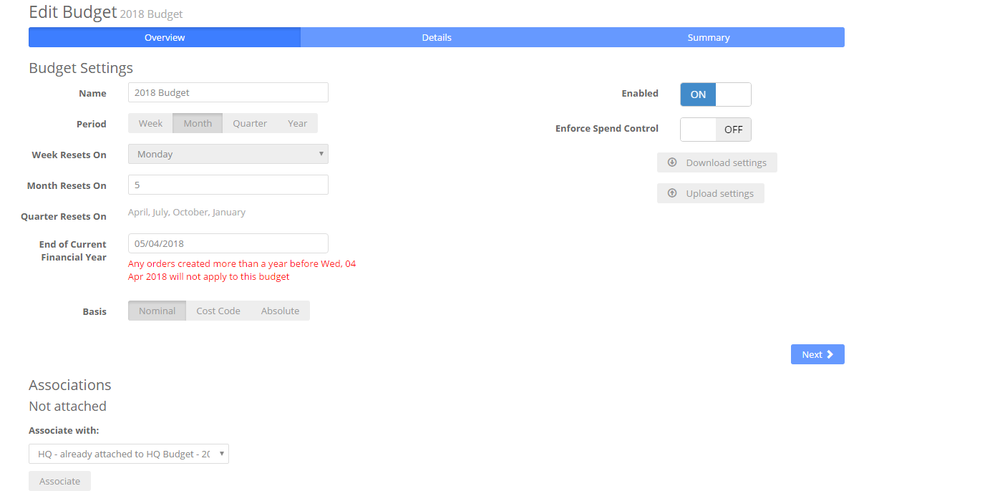 Edit Budget 2018 Budget
Overview Details Summary
Budget Settings
Name 2018 Budget Enabled ON
Period Week Month Quarter Year
Enforce Spend Control OFF
Week Resets On Monday
Download settings
Month Resets On 5
Upload settings
Quarter Resets On April, July, October, January
End of Current
Financial Year
05/04/2018
Any orders created more than a year before Wed, 04
Apr 2018 will not apply to this budget
Basis Nominal Cost Code Absolute
Next
Associations
Not attached
Associate with:
HQ - already attached to HQ Budget - 20
Associate